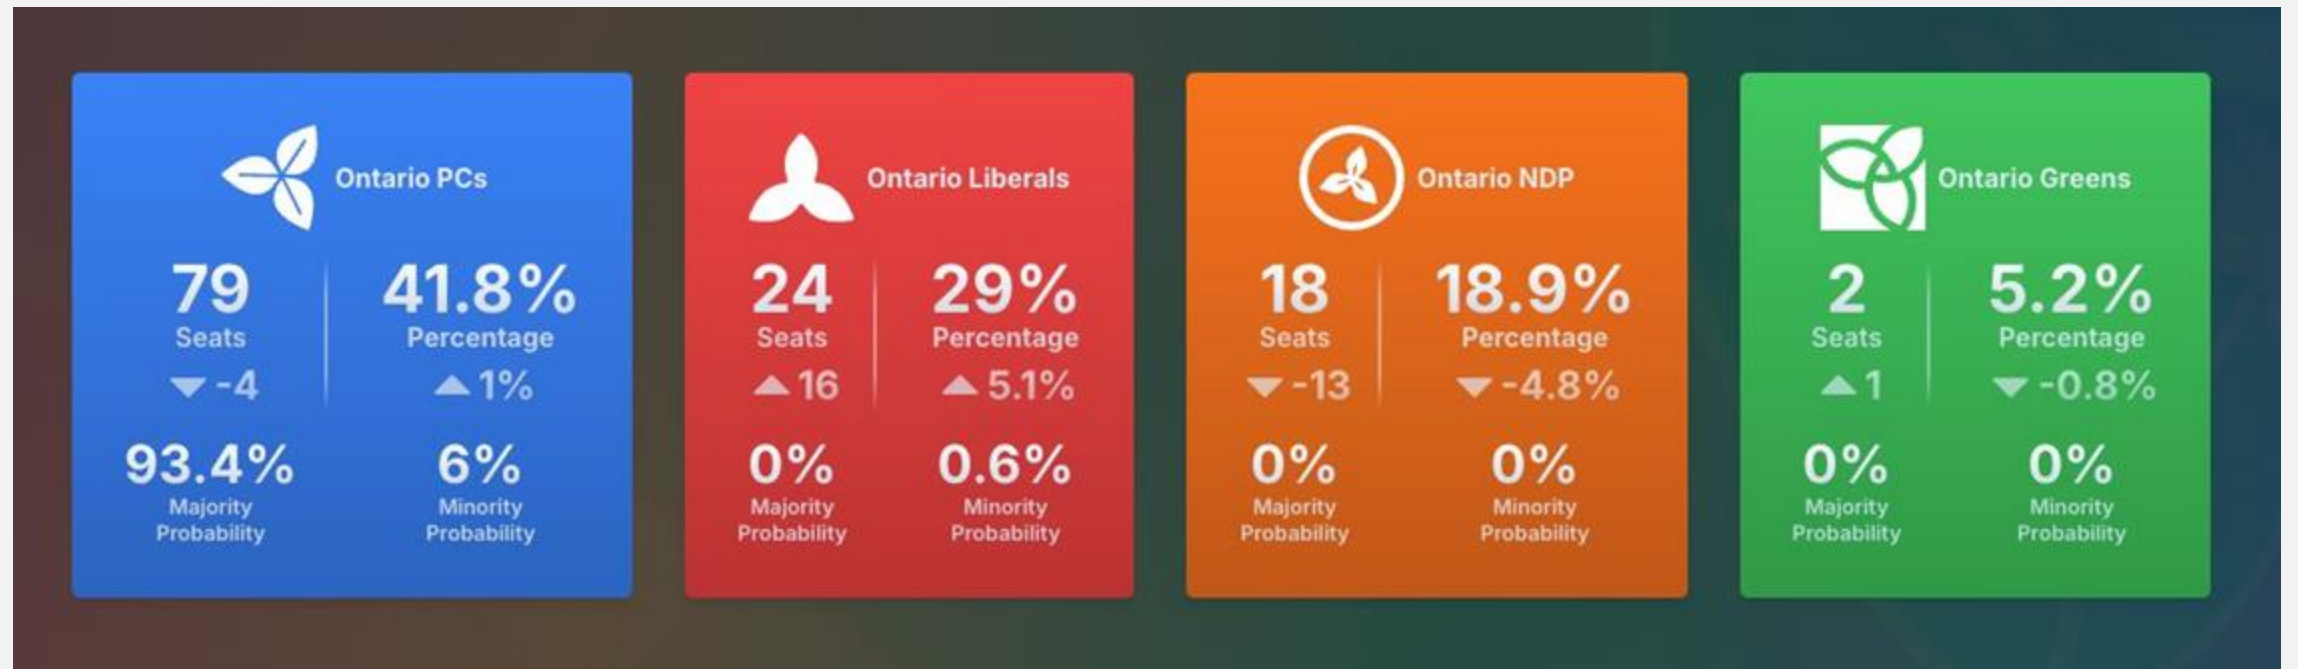 Ontario PCs
79
Seats
-4
41.8%
Percentage
1%
93.4%
Majority
Probability
6%
Minority
Probability
Ontario Liberals
24
Seats
16
29%
Percentage
5.1%
0%
Majority
Probability
0.6%
Minority
Probability
Ontario NDP
18
Seats
-13
18.9%
Percentage
-4.8%
0%
Majority
Probability
0%
Minority
Probability
Ontario Greens
2
Seats
1
5.2%
Percentage
-0.8%
0%
Majority
Probability
0%
Minority
Probability